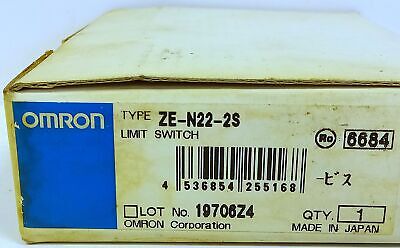 OMRON
TYPE ZE-N22-2S
LIMIT SWITCH
Ro 6684
4 536854 255168
-ビス
LOT No. 19706Z4
QTY. 1
OMRON Corporation
MADE IN JAPAN